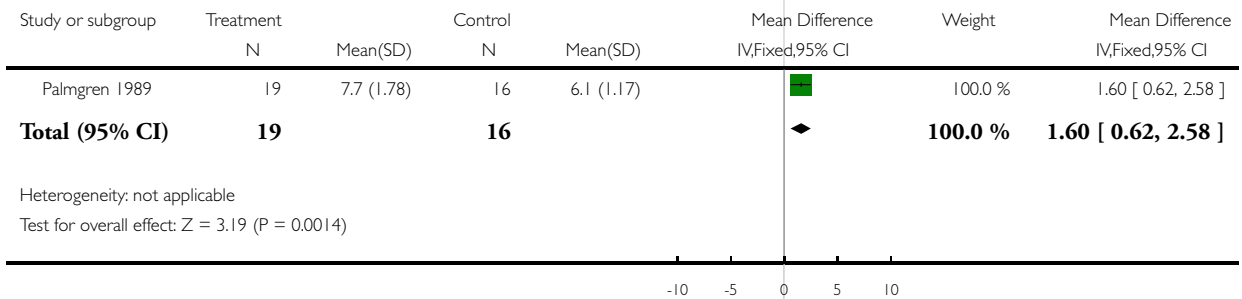 Study or subgroup Treatment Control Mean Difference Weight Mean Difference
N Mean(SD) N Mean(SD) IV,Fixed,95% CI IV,Fixed,95% CI
Palmgren 1989 19 7.7 (1.78) 16 6.1 (1.17) 100.0 % 1.60 [ 0.62, 2.58 ]
Total (95% CI) 19 16 100.0 % 1.60 [ 0.62, 2.58 ]
Heterogeneity: not applicable
Test for overall effect: Z = 3.19 (P = 0.0014)
-10 -5 0 5 10